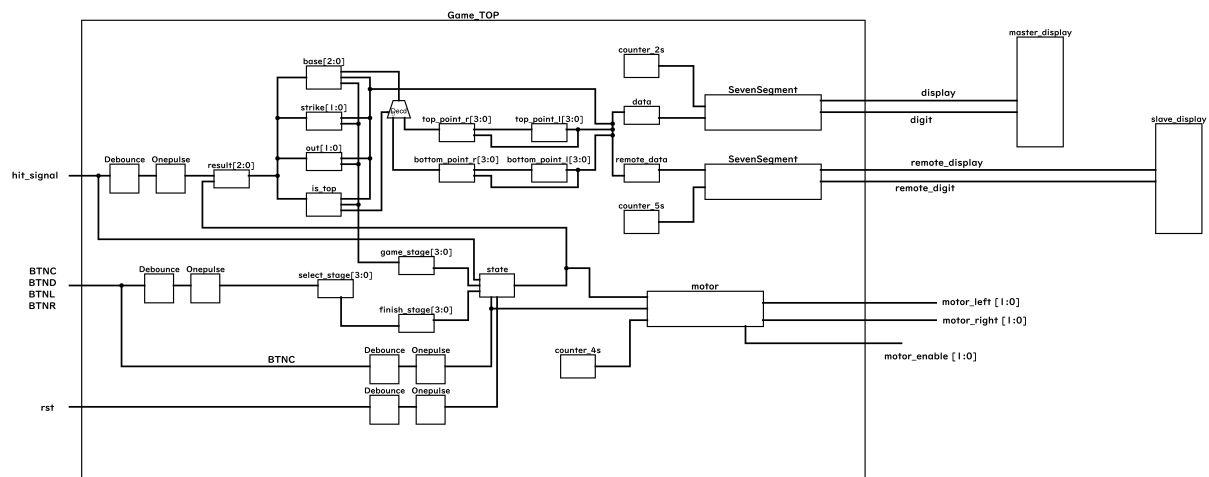 Game_TOP
master_display
counter_2s
base[2:0]
SevenSegment
display
data
strike[1:0]
Decd
digit
top_point_r[3:0]
top_point_l[3:0]
slave_display
out[1:0]
Debounce
Onepulse
result[2:0]
bottom_point_r[3:0]
bottom_point_l[3:0]
remote_data
SevenSegment
remote_display
hit_signal
is_top
remote_digit
counter_5s
game_stage[3:0]
BTNC
BTND
BTNL
BTNR
Debounce
Onepulse
select_stage[3:0]
state
motor
finish_stage[3:0]
motor_left [1:0]
motor_right [1:0]
BTNC
Debounce
Onepulse
counter_4s
motor_enable [1:0]
rst
Debounce
Onepulse